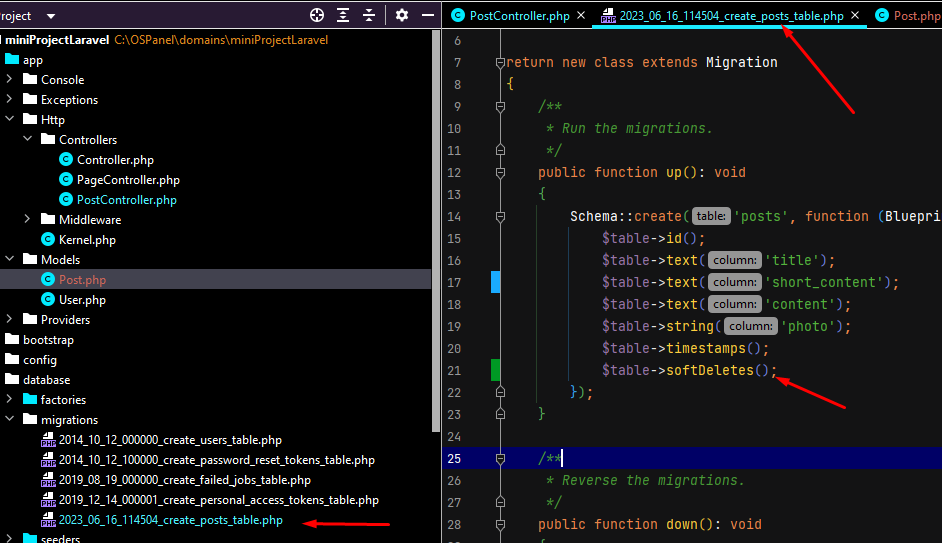 Project
miniProjectLaravel C:\OSPanel\domains\miniProjectLaravel
app
Console
Exceptions
Http
Controllers
Controller.php
PageController.php
PostController.php
Middleware
Kernel.php
Models
Post.php
User.php
Providers
bootstrap
config
database
factories
migrations
2014_10_12_000000_create_users_table.php
2014_10_12_100000_create_password_reset_tokens_table.php
2019_08_19_000000_create_failed_jobs_table.php
2019_12_14_000001_create_personal_access_tokens_table.php
2023_06_16_114504_create_posts_table.php
seeders
PostController.php 2023_06_16_114504_create_posts_table.php Post.php
6
7 return new class extends Migration
8 {
9 /**
10 * Run the migrations.
11 */
12 public function up(): void
13 {
14 Schema::create( table: 'posts', function (Bluepri
15 $table->id();
16 $table->text( column: 'title');
17 $table->text( column: 'short_content');
18 $table->text( column: 'content');
19 $table->string( column: 'photo');
20 $table->timestamps();
21 $table->softDeletes();
22 });
23 }
24
25 /**
26 * Reverse the migrations.
27 */
28 public function down(): void
29 {